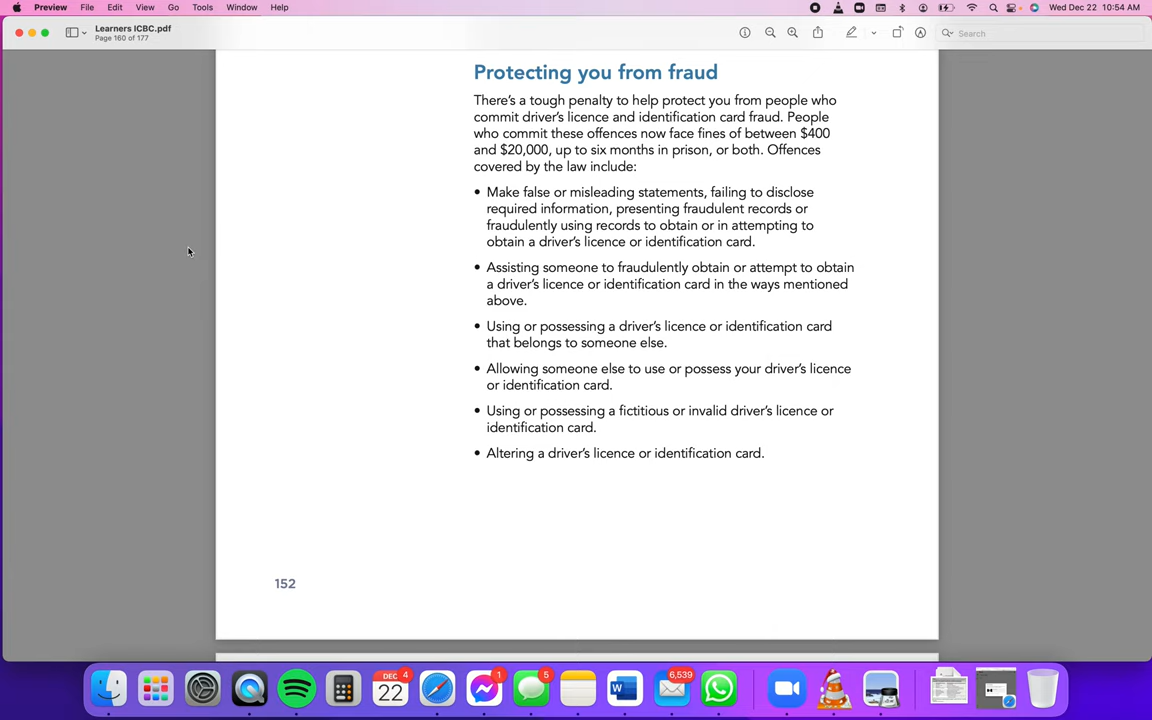 Preview File Edit View Go Tools Window Help Wed Dec 22 10:54 AM
Learners ICBC.pdf
Page 160 of 177
Search
Protecting you from fraud
There's a tough penalty to help protect you from people who
commit driver's licence and identification card fraud. People
who commit these offences now face fines of between $400
and $20,000, up to six months in prison, or both. Offences
covered by the law include:
• Make false or misleading statements, failing to disclose
required information, presenting fraudulent records or
fraudulently using records to obtain or in attempting to
obtain a driver's licence or identification card.
• Assisting someone to fraudulently obtain or attempt to obtain
a driver's licence or identification card in the ways mentioned
above.
• Using or possessing a driver's licence or identification card
that belongs to someone else.
• Allowing someone else to use or possess your driver's licence
or identification card.
• Using or possessing a fictitious or invalid driver's licence or
identification card.
• Altering a driver's licence or identification card.
152
DEC 4 1 5 6,539
22